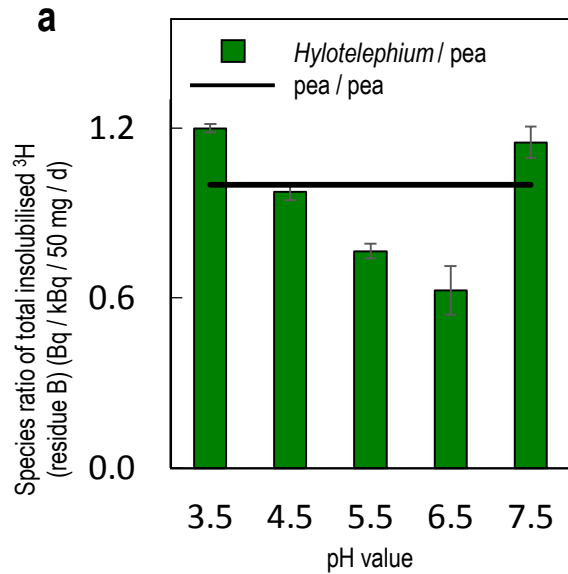 a
Hylotelephium / pea
pea / pea
Species ratio of total insolubilised ³H
(residue B) (Bq / kBq / 50 mg / d)
1.2
0.6
0.0
3.5 4.5 5.5 6.5 7.5
pH value